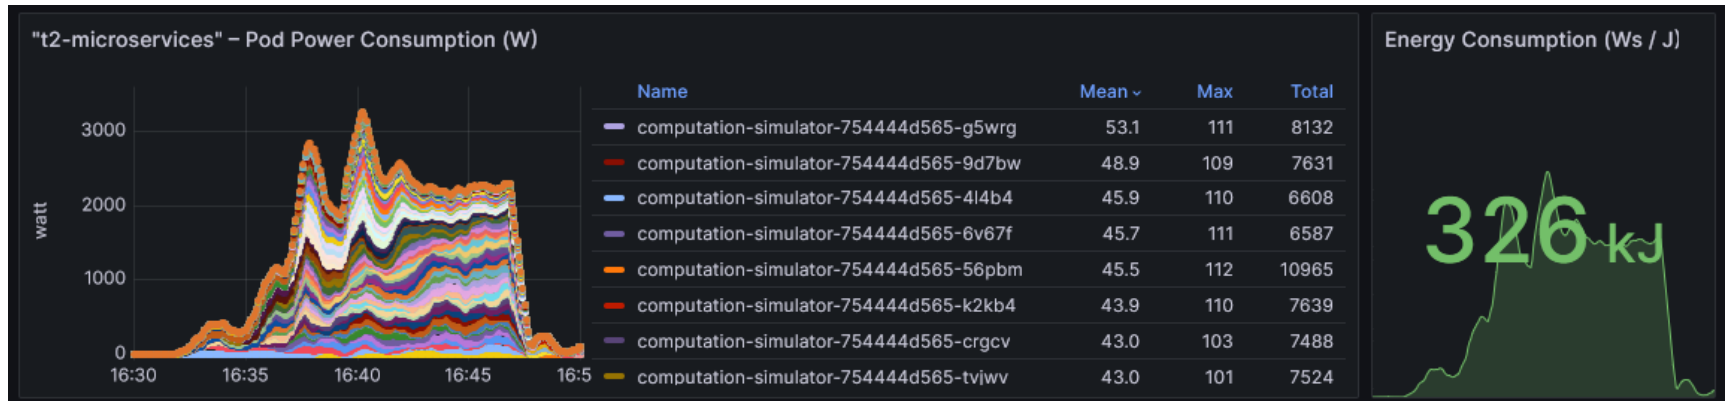 "t2-microservices" – Pod Power Consumption (W)
watt
3000
2000
1000
0
16:30 16:35 16:40 16:45 16:5
Name Mean Max Total
computation-simulator-754444d565-g5wrg 53.1 111 8132
computation-simulator-754444d565-9d7bw 48.9 109 7631
computation-simulator-754444d565-4l4b4 45.9 110 6608
computation-simulator-754444d565-6v67f 45.7 111 6587
computation-simulator-754444d565-56pbm 45.5 112 10965
computation-simulator-754444d565-k2kb4 43.9 110 7639
computation-simulator-754444d565-crgcv 43.0 103 7488
computation-simulator-754444d565-tvjwv 43.0 101 7524
Energy Consumption (Ws / J)
326 kJ